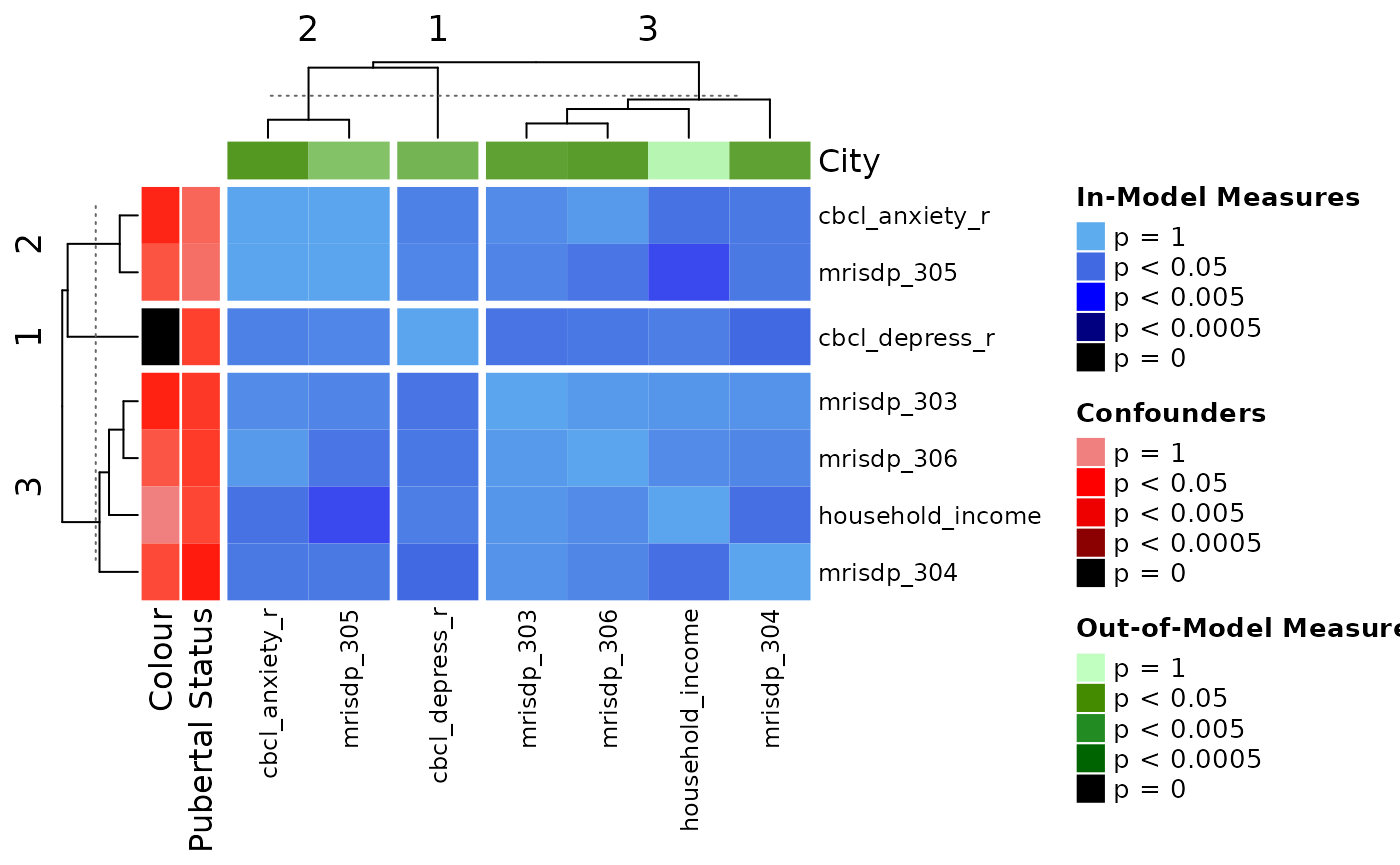 2 1 3
City
2
1
3
cbcl_anxiety_r
mrisdp_305
cbcl_depress_r
mrisdp_303
mrisdp_306
household_income
mrisdp_304
Colour
Pubertal Status
cbcl_anxiety_r
mrisdp_305
cbcl_depress_r
mrisdp_303
mrisdp_306
household_income
mrisdp_304
In-Model Measures
p = 1
p < 0.05
p < 0.005
p < 0.0005
p = 0
Confounders
p = 1
p < 0.05
p < 0.005
p < 0.0005
p = 0
Out-of-Model Measure
p = 1
p < 0.05
p < 0.005
p < 0.0005
p = 0